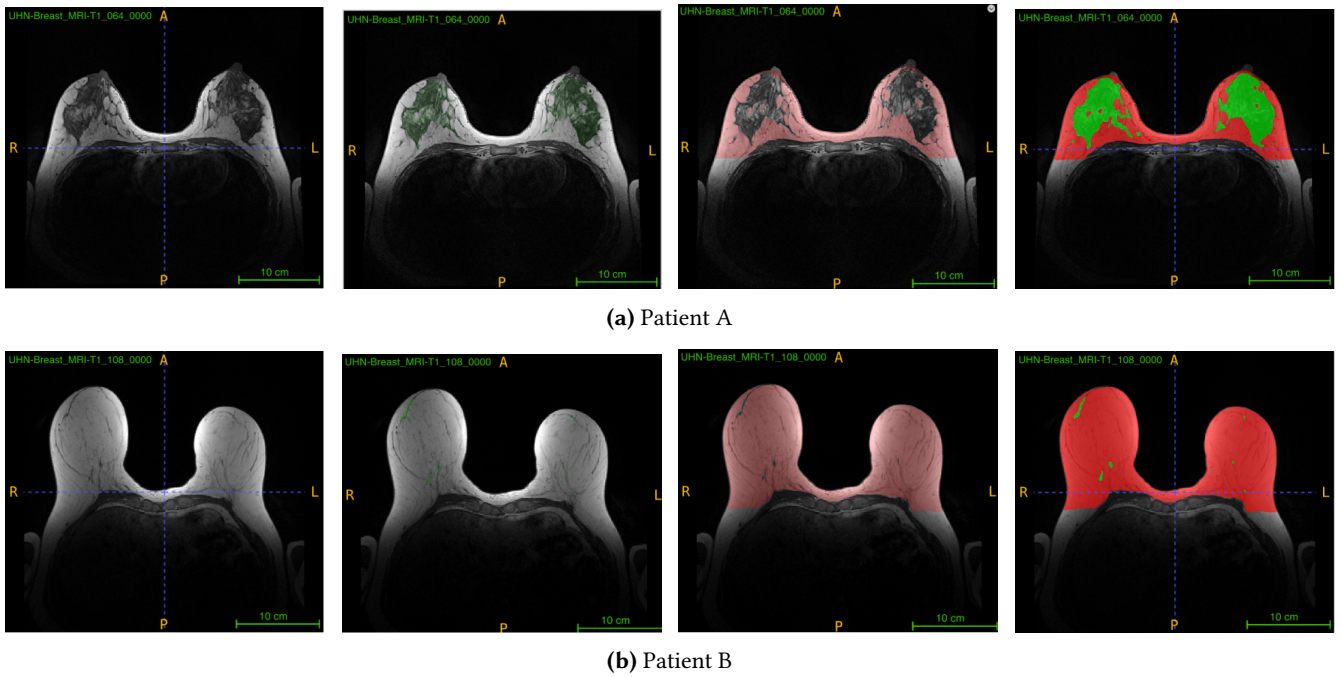 UHN-Breast_MRI-T1_064_0000 A
R
L
P
10 cm
UHN-Breast_MRI-T1_064_0000 A
R
L
P
10 cm
UHN-Breast_MRI-T1_064_0000 A
R
L
P
10 cm
UHN-Breast_MRI-T1_064_0000 A
R
L
P
10 cm
(a) Patient A
UHN-Breast_MRI-T1_108_0000 A
R
L
P
10 cm
UHN-Breast_MRI-T1_108_0000 A
R
L
P
10 cm
UHN-Breast_MRI-T1_108_0000 A
R
L
P
10 cm
UHN-Breast_MRI-T1_108_0000 A
R
L
P
10 cm
(b) Patient B